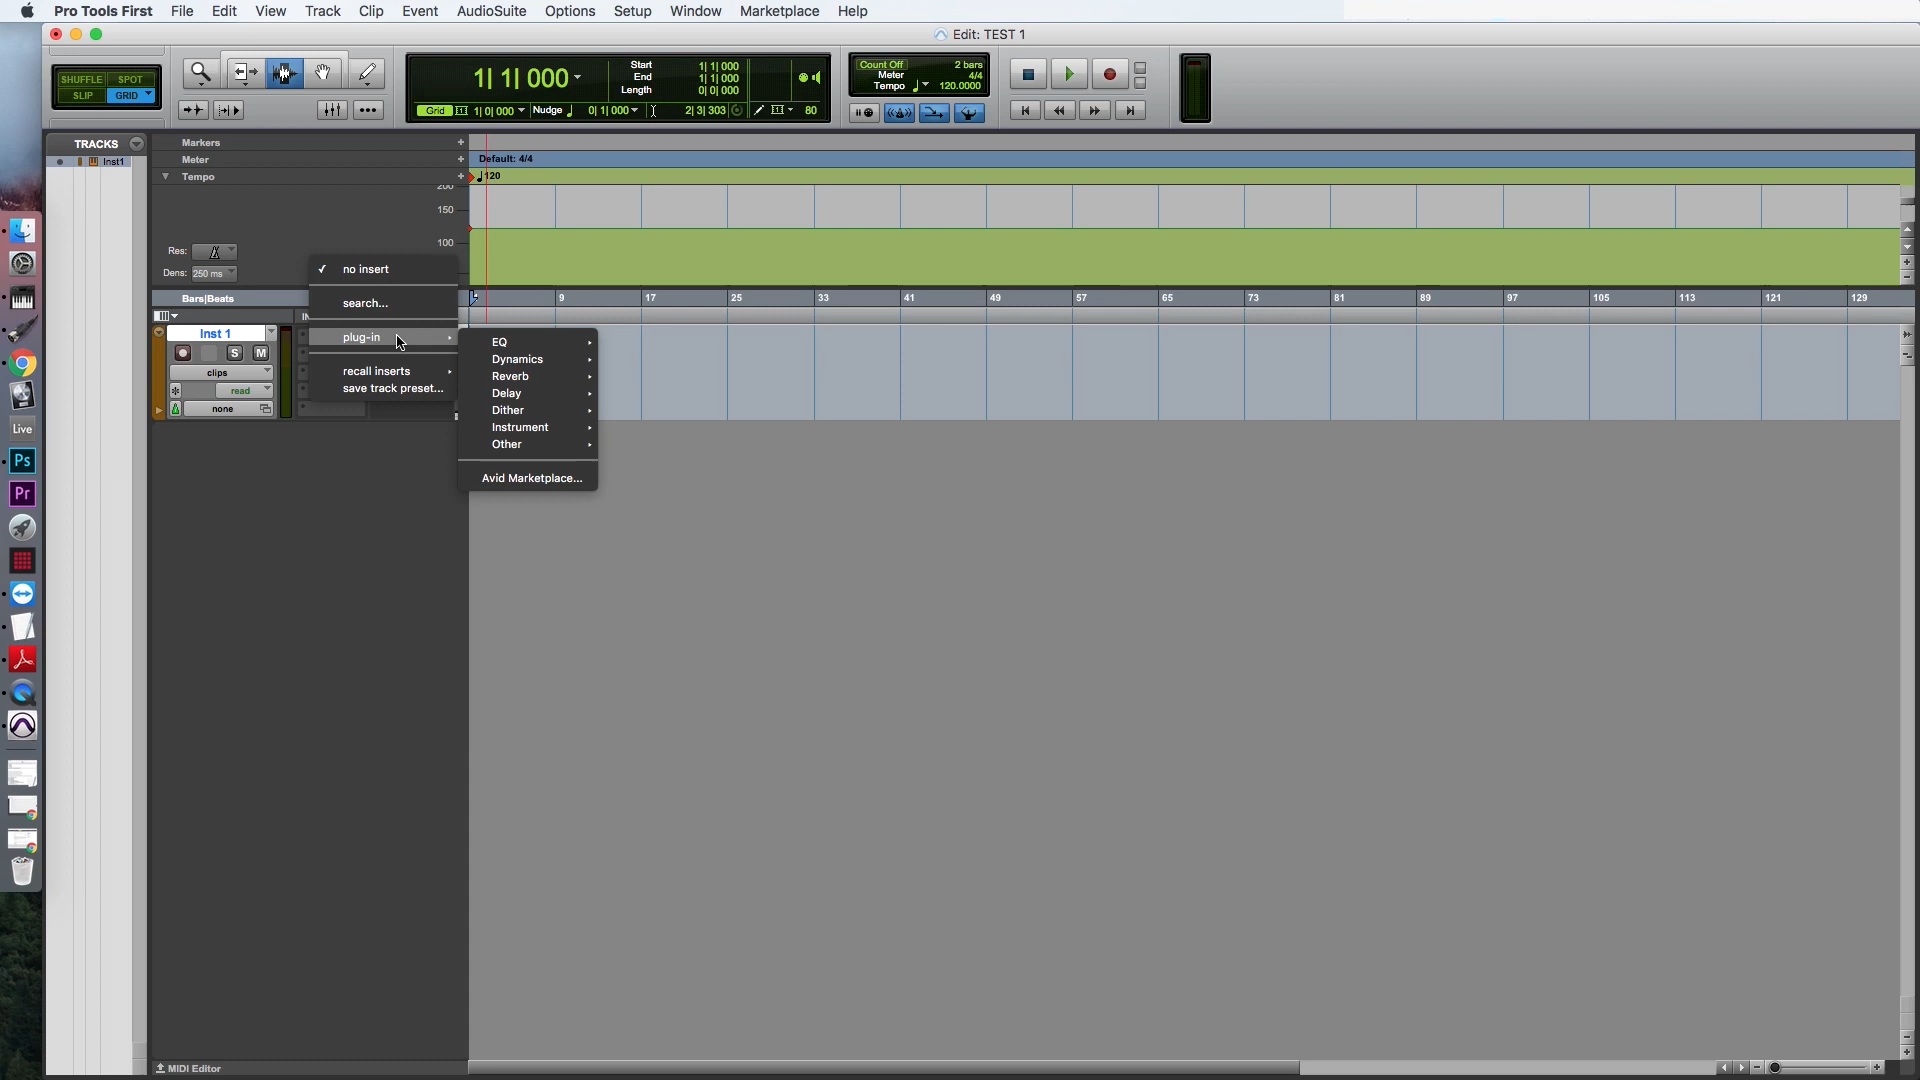 Pro Tools First File Edit View Track Clip Event AudioSuite Options Setup Window Marketplace Help
Edit: TEST 1
SHUFFLE SPOT
SLIP GRID
1| 1| 000
Start 1| 1| 000
End 1| 1| 000
Length 0| 0| 000
Grid 1| 0| 000 Nudge 0| 1| 000 2| 3| 303 80
Count Off 2 bars
Meter 4/4
Tempo 120.0000
TRACKS
Inst1
Markers
Meter
Default: 4/4
Tempo
120
200
150
100
Res:
Dens: 250 ms
Bars|Beats
9 17 25 33 41 49 57 65 73 81 89 97 105 113 121 129
Inst 1
S M
clips
read
none
no insert
search...
plug-in
recall inserts
save track preset...
EQ
Dynamics
Reverb
Delay
Dither
Instrument
Other
Avid Marketplace...
Live
Ps
Pr
MIDI Editor